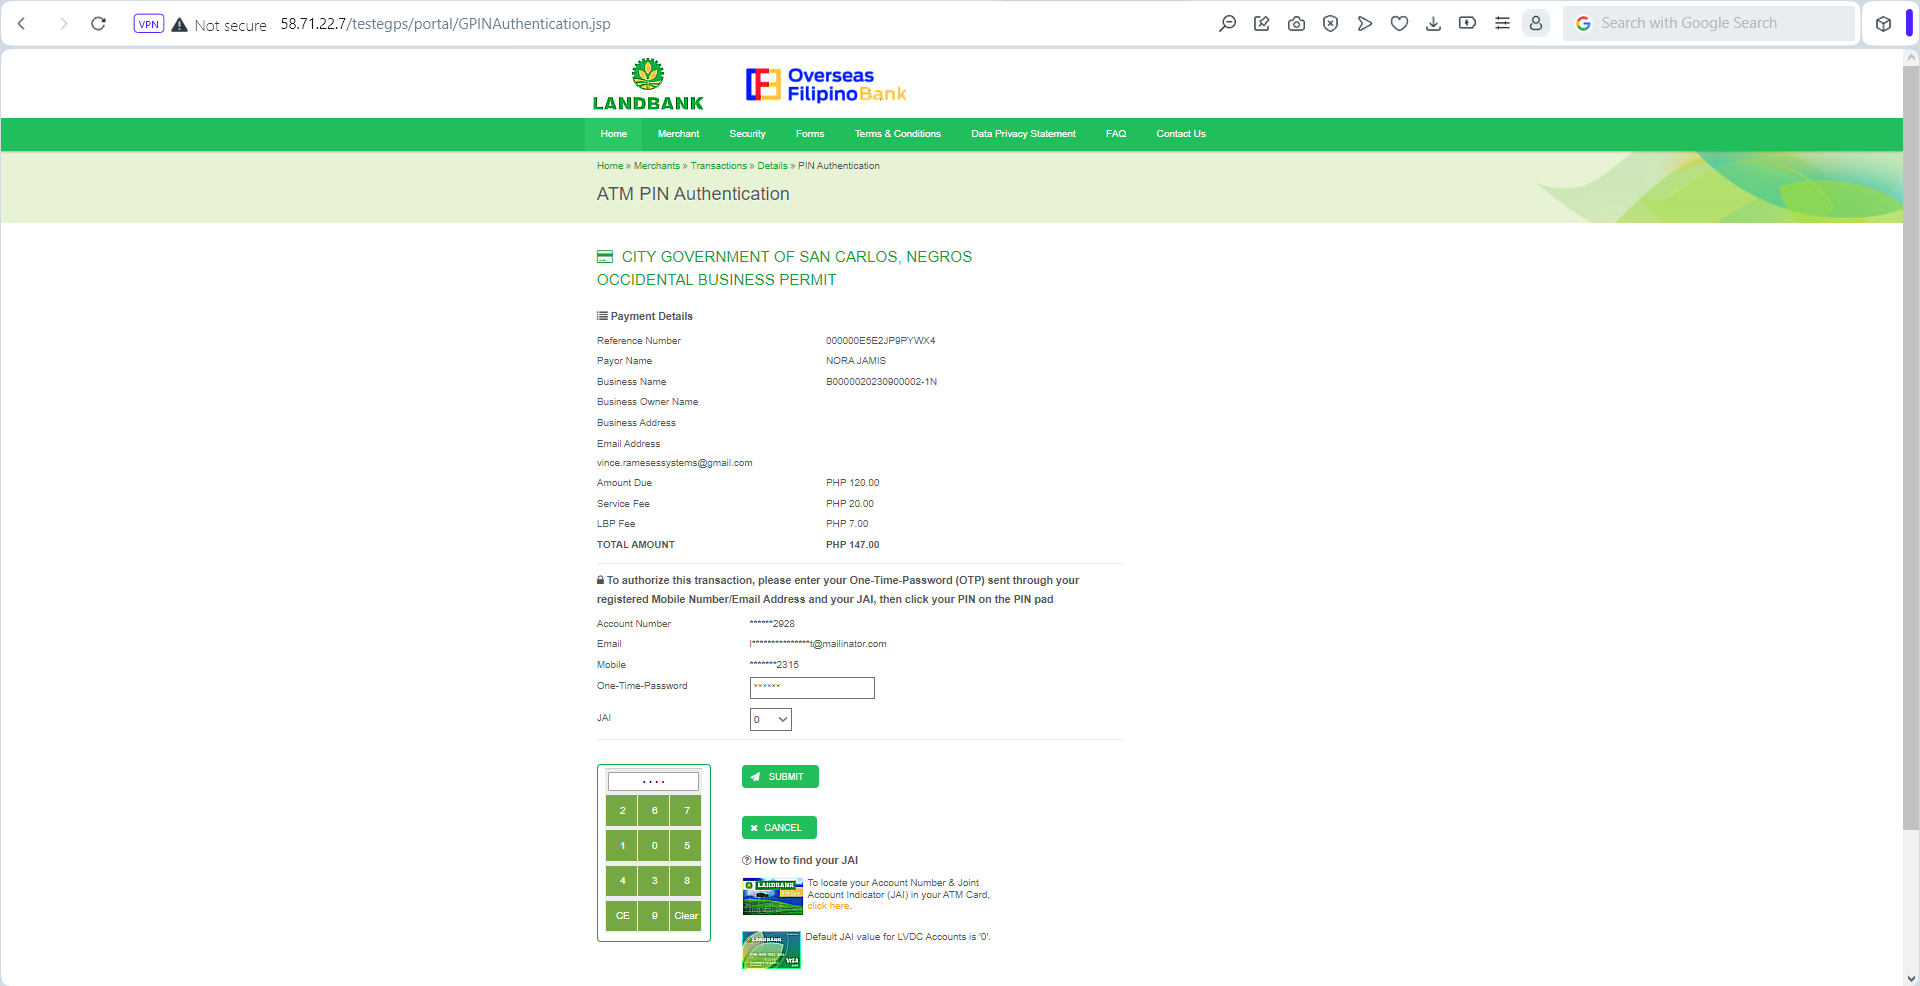 VPN
Not secure
58.71.22.7/testegps/portal/GPINAuthentication.jsp
Search with Google Search
LANDBANK
Overseas
FilipinoBank
Home
Merchant
Security
Forms
Terms & Conditions
Data Privacy Statement
FAQ
Contact Us
Home » Merchants » Transactions » Details » PIN Authentication
ATM PIN Authentication
CITY GOVERNMENT OF SAN CARLOS, NEGROS
OCCIDENTAL BUSINESS PERMIT
Payment Details
Reference Number 000000E5E2JP9PYWX4
Payor Name NORA JAMIS
Business Name B0000020230900002-1N
Business Owner Name
Business Address
Email Address
vince.ramesessystems@gmail.com
Amount Due PHP 120.00
Service Fee PHP 20.00
LBP Fee PHP 7.00
TOTAL AMOUNT PHP 147.00
To authorize this transaction, please enter your One-Time-Password (OTP) sent through your
registered Mobile Number/Email Address and your JAI, then click your PIN on the PIN pad
Account Number ******2928
Email l***************t@mailinator.com
Mobile *******2315
One-Time-Password ******
JAI 0
SUBMIT
2 6 7
1 0 5
4 3 8
CE 9 Clear
CANCEL
How to find your JAI
LANDBANK
To locate your Account Number & Joint
Account Indicator (JAI) in your ATM Card,
click here.
LANDBANK
VISA
Default JAI value for LVDC Accounts is '0'.